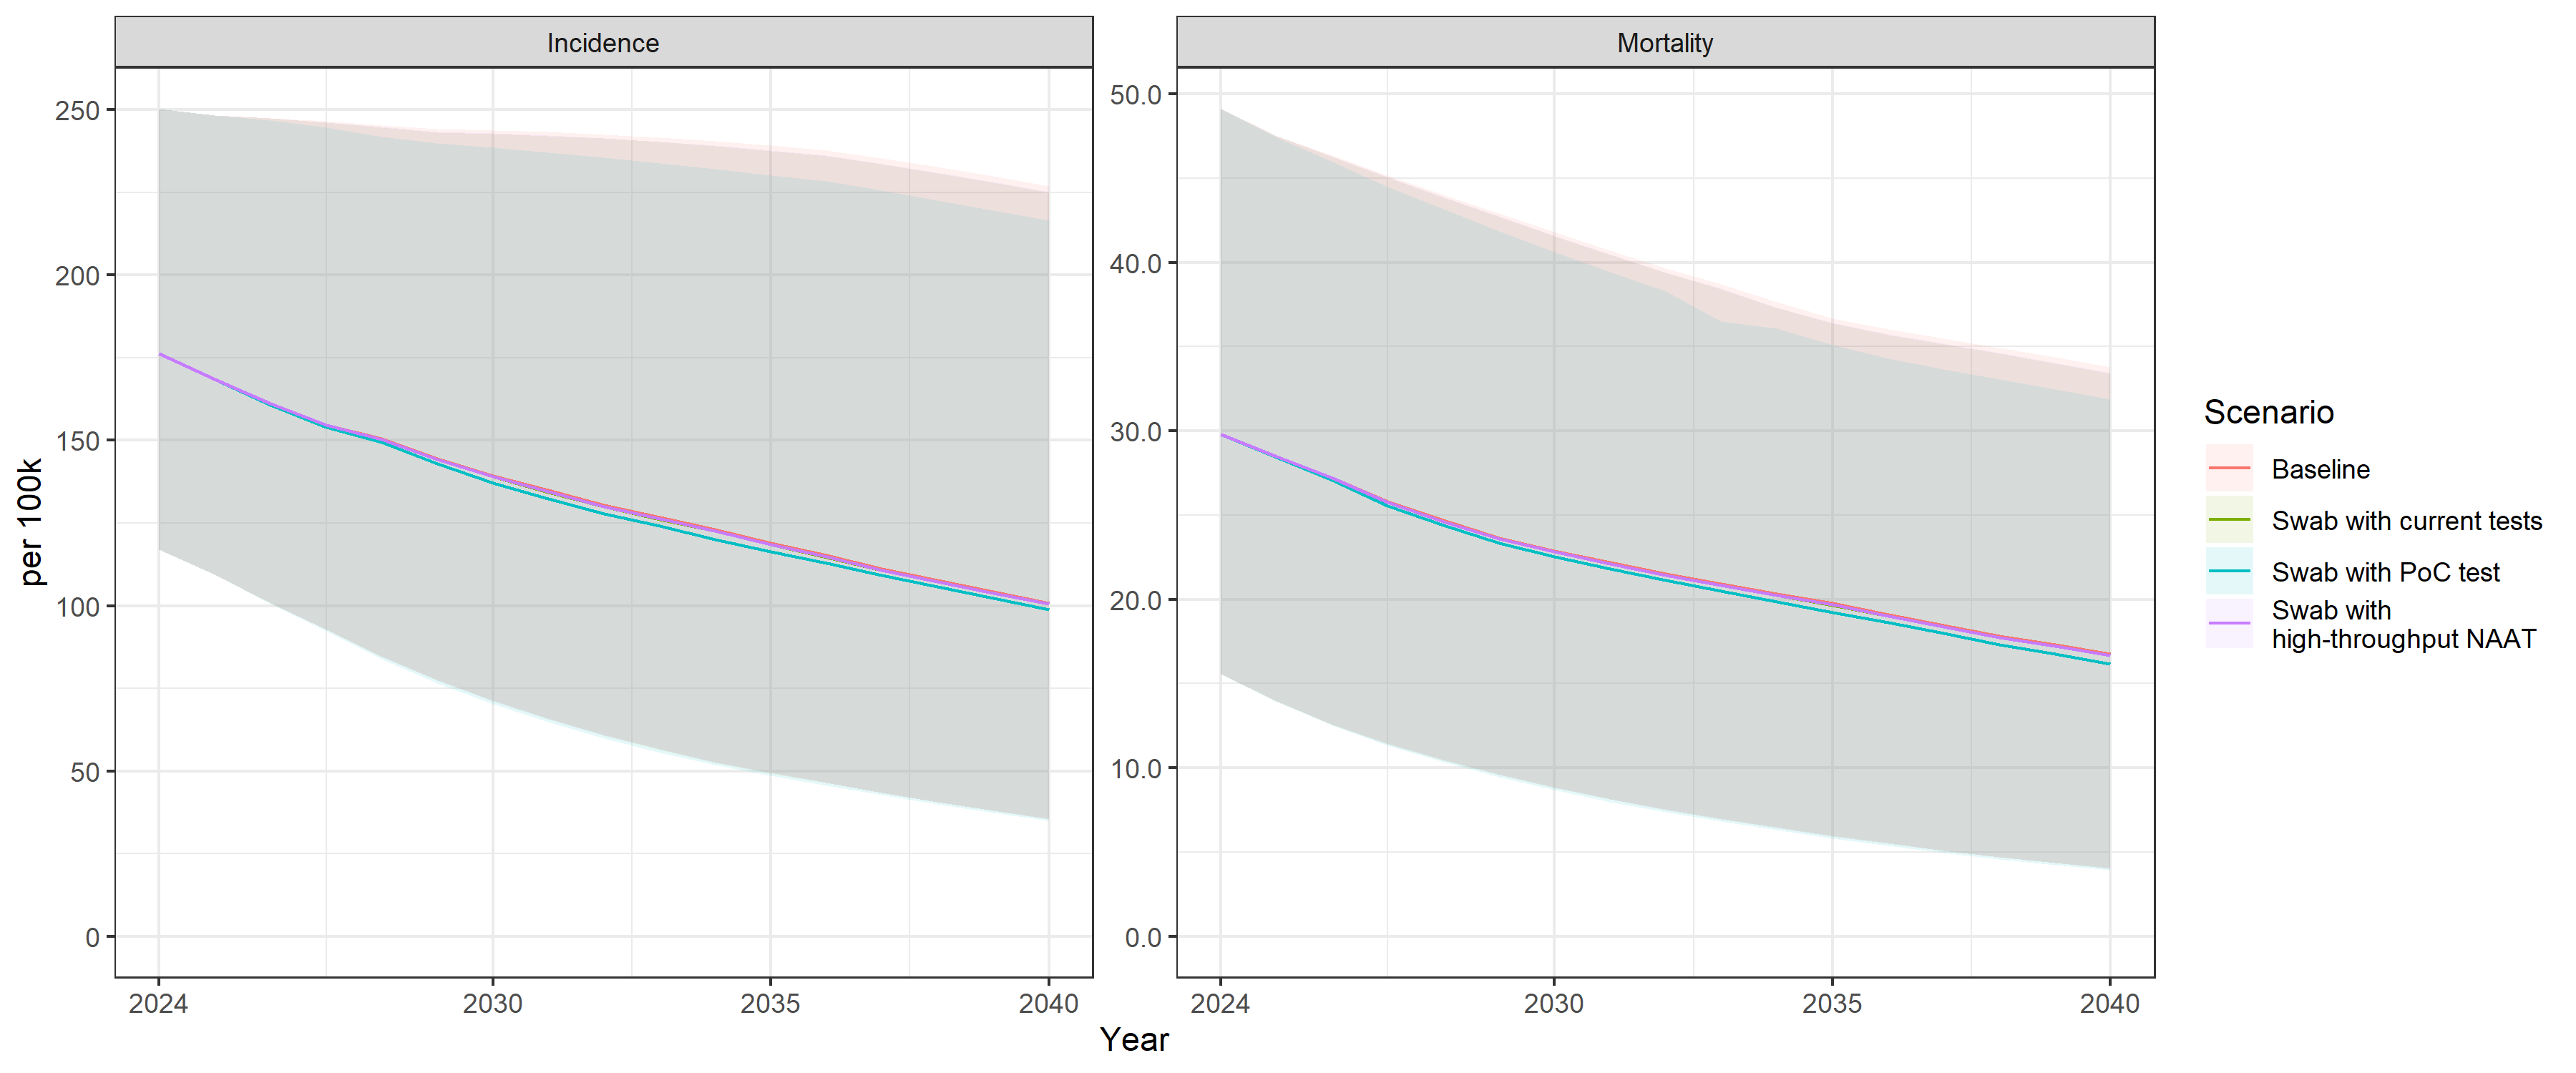 Incidence
Mortality
per 100k
250
200
150
100
50
0
50.0
40.0
30.0
20.0
10.0
0.0
2024
2030
2035
2040
2024
2030
2035
2040
Year
Scenario
Baseline
Swab with current tests
Swab with PoC test
Swab with
high-throughput NAAT